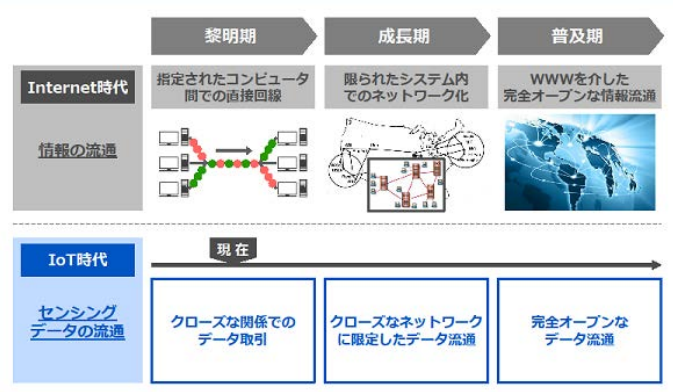 黎明期
成長期
普及期
Internet時代
指定されたコンピュータ
間での直接回線
限られたシステム内
でのネットワーク化
WWWを介した
完全オープンな情報流通
情報の流通
IoT時代
現在
センシング
データの流通
クローズな関係での
データ取引
クローズなネットワーク
に限定したデータ流通
完全オープンな
データ流通